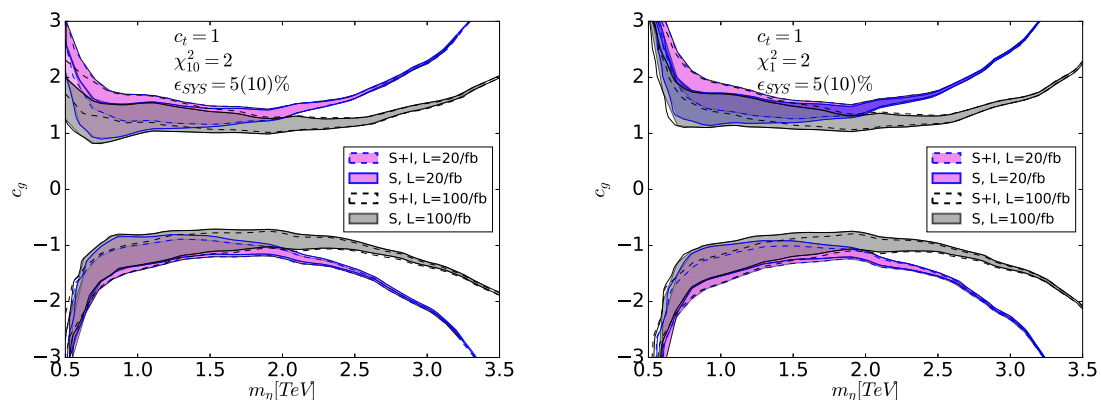 3
2
1
0
−1
−2
−3
c_g
c_t = 1
χ²₁₀ = 2
ϵ_SYS = 5(10)%
S+I, L=20/fb
S, L=20/fb
S+I, L=100/fb
S, L=100/fb
0.5 1.0 1.5 2.0 2.5 3.0 3.5
m_η[TeV]
3
2
1
0
−1
−2
−3
c_g
c_t = 1
χ²₁ = 2
ϵ_SYS = 5(10)%
S+I, L=20/fb
S, L=20/fb
S+I, L=100/fb
S, L=100/fb
0.5 1.0 1.5 2.0 2.5 3.0 3.5
m_η[TeV]